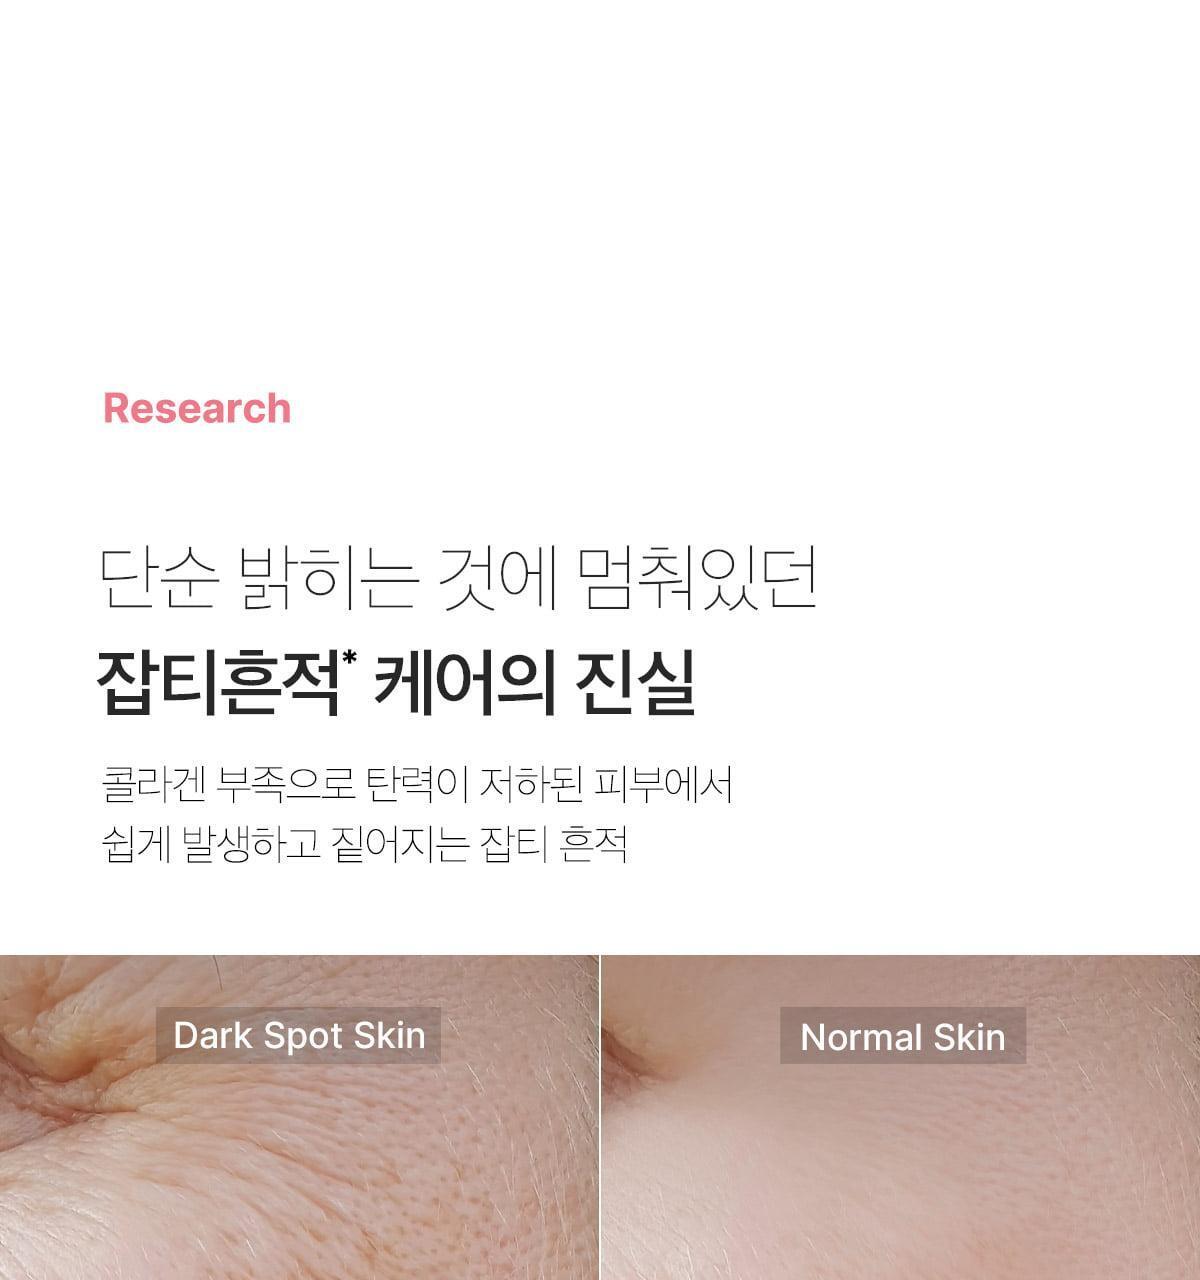 Research
단순 밝히는 것에 멈춰있던
잡티흔적* 케어의 진실
콜라겐 부족으로 탄력이 저하된 피부에서
쉽게 발생하고 짙어지는 잡티 흔적
Dark Spot Skin
Normal Skin